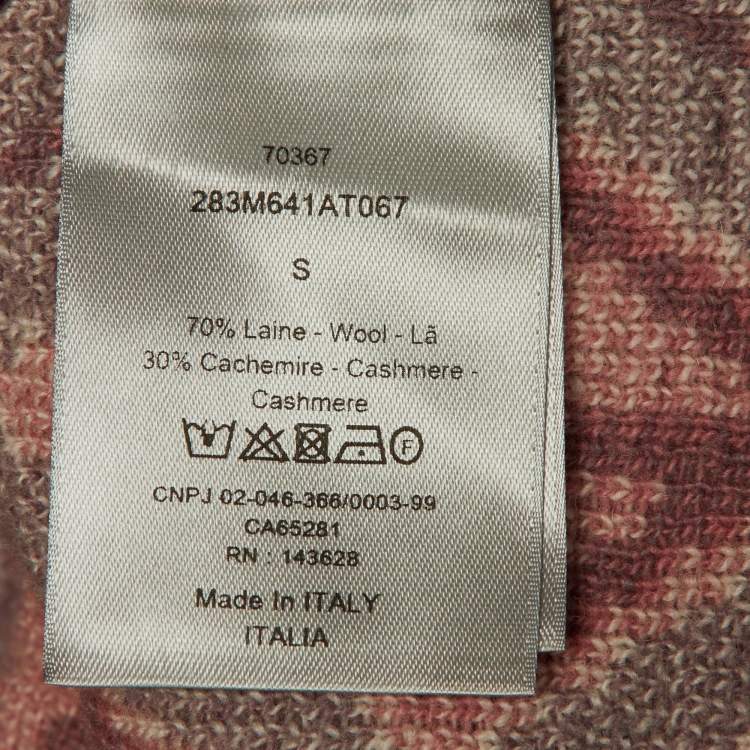 70367
283M641AT067
S
70% Laine - Wool - Lã
30% Cachemire - Cashmere -
Cashmere
F
CNPJ 02-046-366/0003-99
CA65281
RN : 143628
Made In ITALY
ITALIA